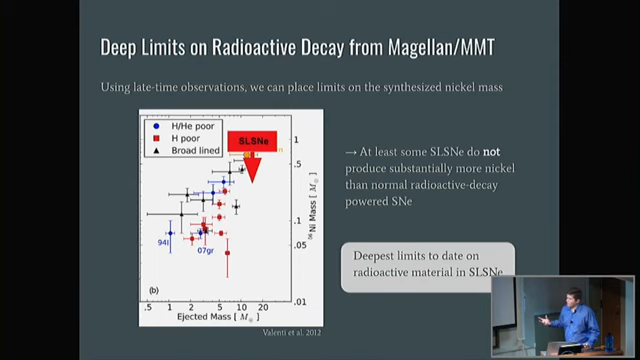 Deep Limits on Radioactive Decay from Magellan/MMT
Using late-time observations, we can place limits on the synthesized nickel mass
H/He poor
H poor
Broad lined
SLSNe
94I
07gr
(b)
1
.5
.1
.05
.01
⁵⁶Ni Mass [ M☉ ]
.5 1 2 5 10 20
Ejected Mass [ M☉ ]
Valenti et al. 2012
→ At least some SLSNe do not
produce substantially more nickel
than normal radioactive-decay
powered SNe
Deepest limits to date on
radioactive material in SLSNe